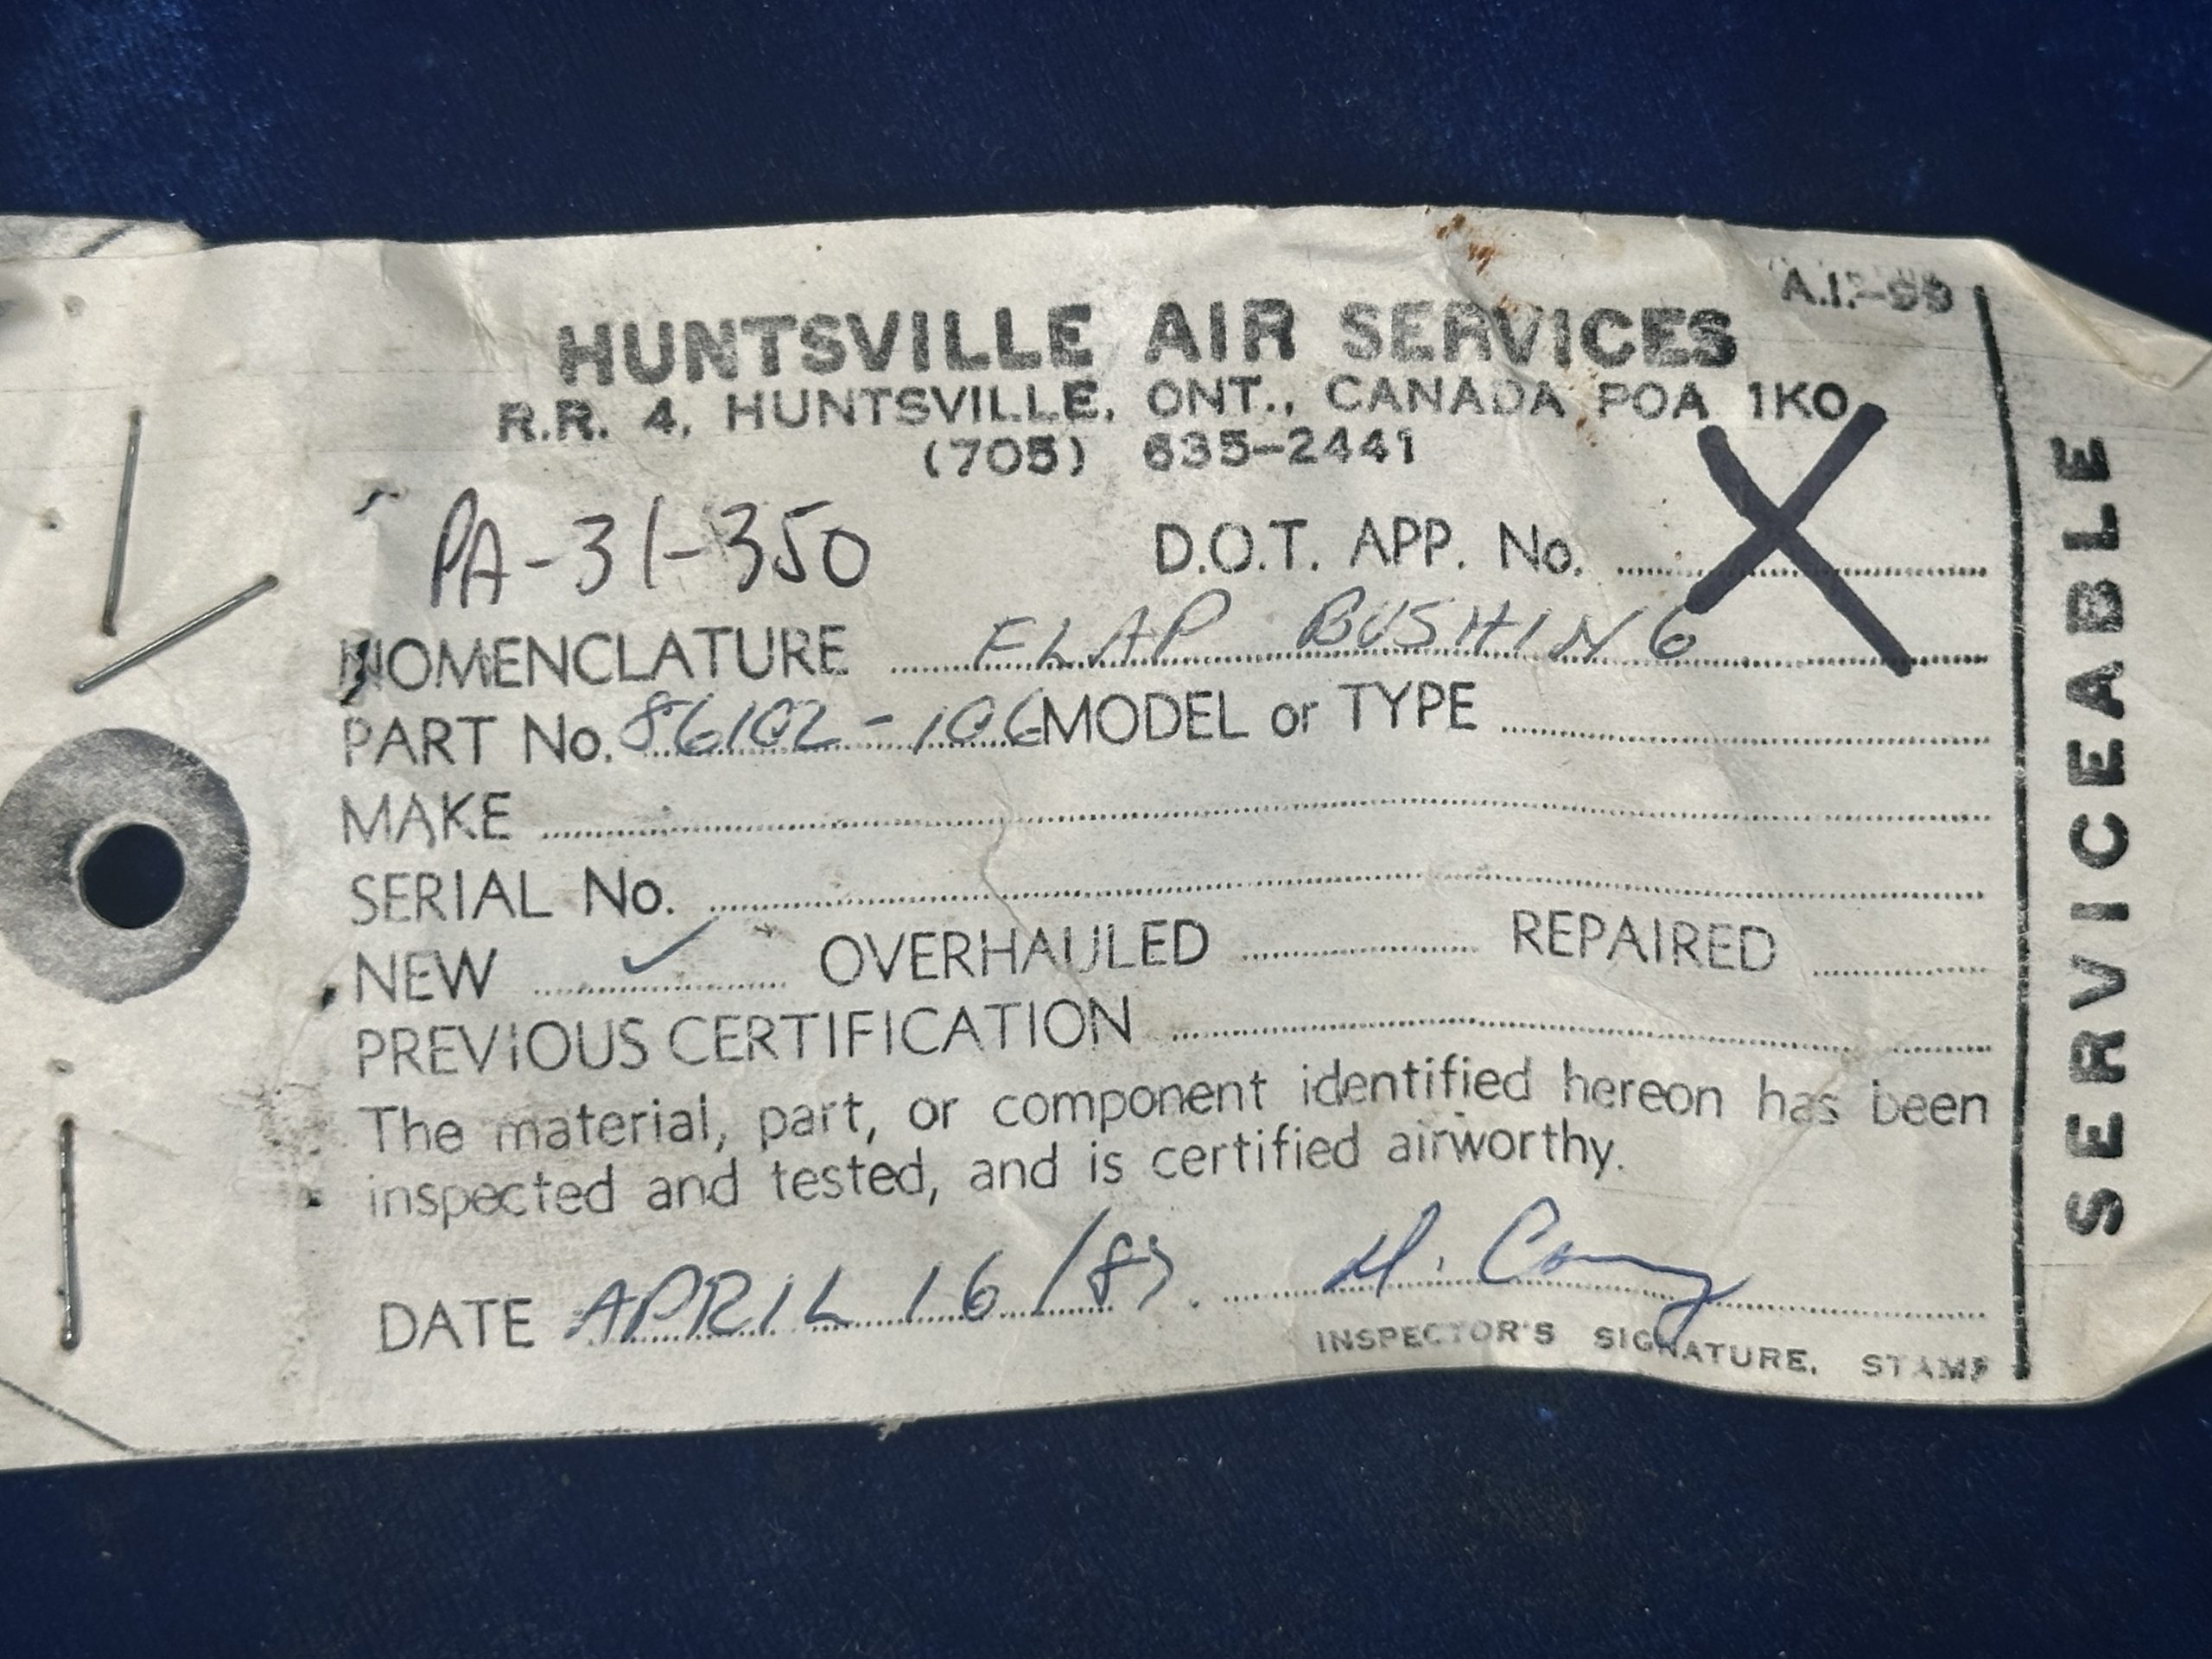 HUNTSVILLE AIR SERVICES
R.R. 4, HUNTSVILLE, ONT., CANADA POA 1KO
(705) 635-2441
PA-31-350 D.O.T. APP. No.
NOMENCLATURE FLAP BUSHING
PART No. 86102-106 MODEL or TYPE
MAKE
SERIAL No.
NEW ✓ OVERHAULED REPAIRED
PREVIOUS CERTIFICATION
The material, part, or component identified hereon has been
inspected and tested, and is certified airworthy.
DATE APRIL 16/
INSPECTOR'S SIGNATURE, STAMP
SERVICEABLE